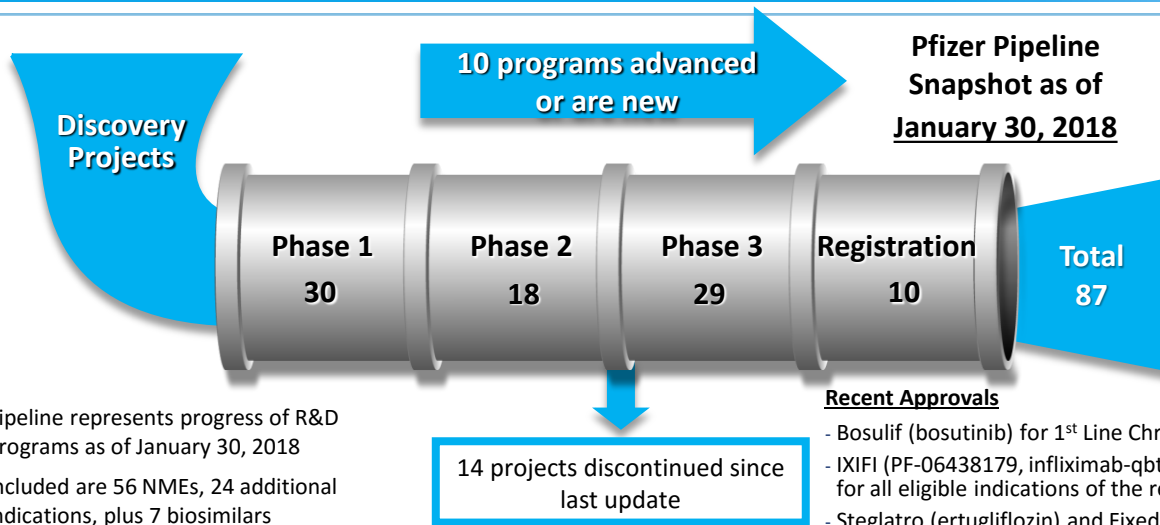 10 programs advanced
or are new
Pfizer Pipeline
Snapshot as of
January 30, 2018
Discovery
Projects
Phase 1
30
Phase 2
18
Phase 3
29
Registration
10
Total
87
ipeline represents progress of R&D
rograms as of January 30, 2018
ncluded are 56 NMEs, 24 additional
ndications, plus 7 biosimilars
14 projects discontinued since
last update
Recent Approvals
- Bosulif (bosutinib) for 1st Line Chr
- IXIFI (PF-06438179, infliximab-qbt
for all eligible indications of the re
- Steglatro (ertugliflozin) and Fixed